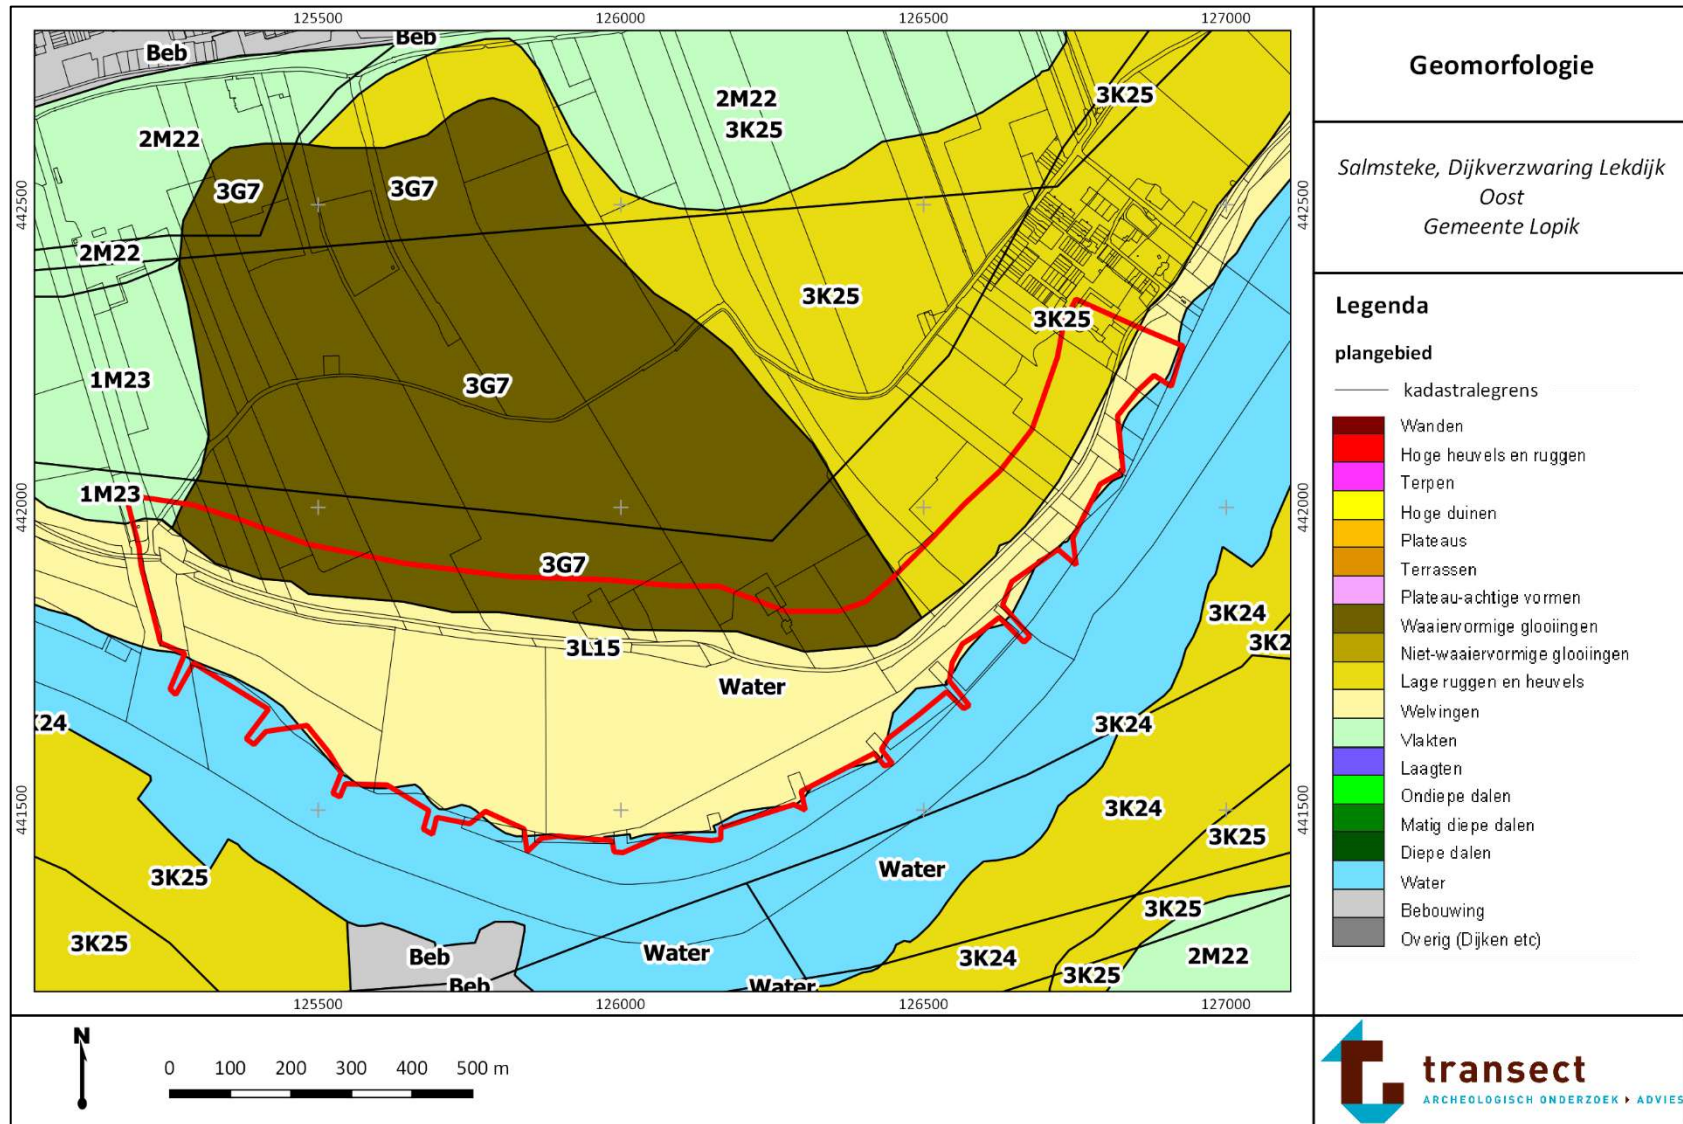 125500 126000 126500 127000
Beb Beb
3K25
2M22
3K25
2M22
3G7 3G7
442500 442500
2M22
3K25
3K25
1M23 3G7
1M23
442000 442000
3G7
3K24
3L15
Water
3K24
441500 441500
3K24
3K25
Water
3K25
3K25
3K25
Beb Water 3K24 2M22
3K25
Beb Water
125500 126000 126500 127000
N
0 100 200 300 400 500 m
Geomorfologie
Salmsteke, Dijkverzwaring Lekdijk
Oost
Gemeente Lopik
Legenda
plangebied
kadastralegrens
Wanden
Hoge heuvels en ruggen
Terpen
Hoge duinen
Plateaus
Terrassen
Plateau-achtige vormen
Waaiervormige glooiingen
Niet-waaiervormige glooiingen
Lage ruggen en heuvels
Welvingen
Vlakten
Laagten
Ondiepe dalen
Matig diepe dalen
Diepe dalen
Water
Bebouwing
Overig (Dijken etc)
transect
ARCHEOLOGISCH ONDERZOEK ▸ ADVIES